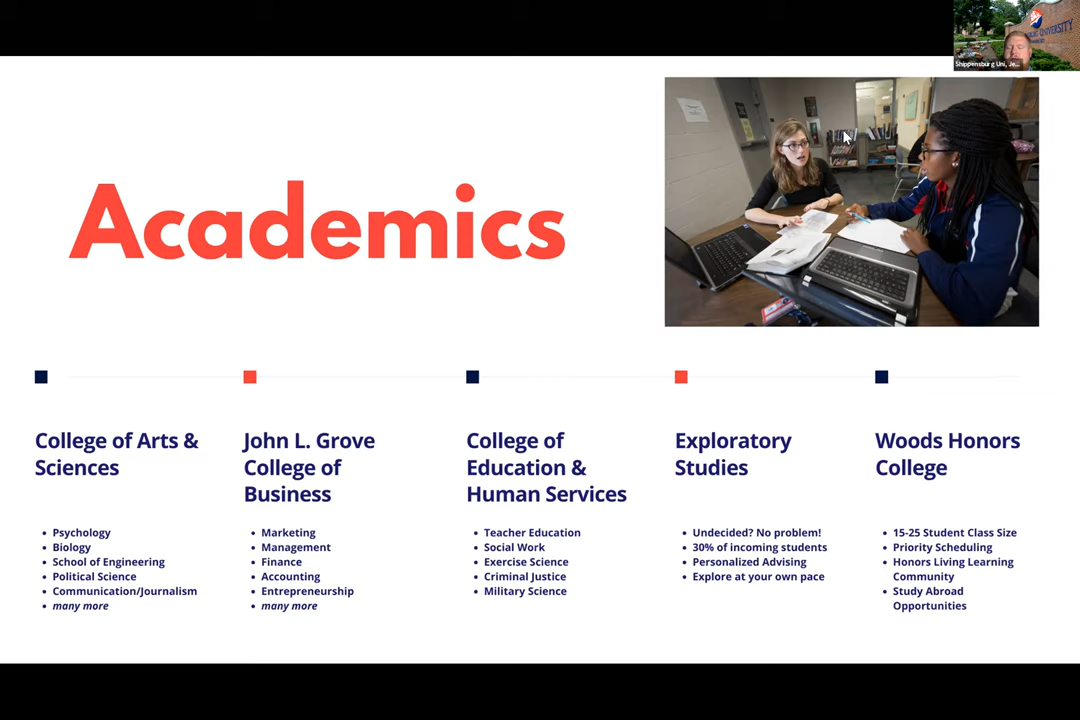 UNIVERSITY
Shippensburg Uni, Je...
Academics
College of Arts &
Sciences
• Psychology
• Biology
• School of Engineering
• Political Science
• Communication/Journalism
• many more
John L. Grove
College of
Business
• Marketing
• Management
• Finance
• Accounting
• Entrepreneurship
• many more
College of
Education &
Human Services
• Teacher Education
• Social Work
• Exercise Science
• Criminal Justice
• Military Science
Exploratory
Studies
• Undecided? No problem!
• 30% of incoming students
• Personalized Advising
• Explore at your own pace
Woods Honors
College
• 15-25 Student Class Size
• Priority Scheduling
• Honors Living Learning
Community
• Study Abroad
Opportunities